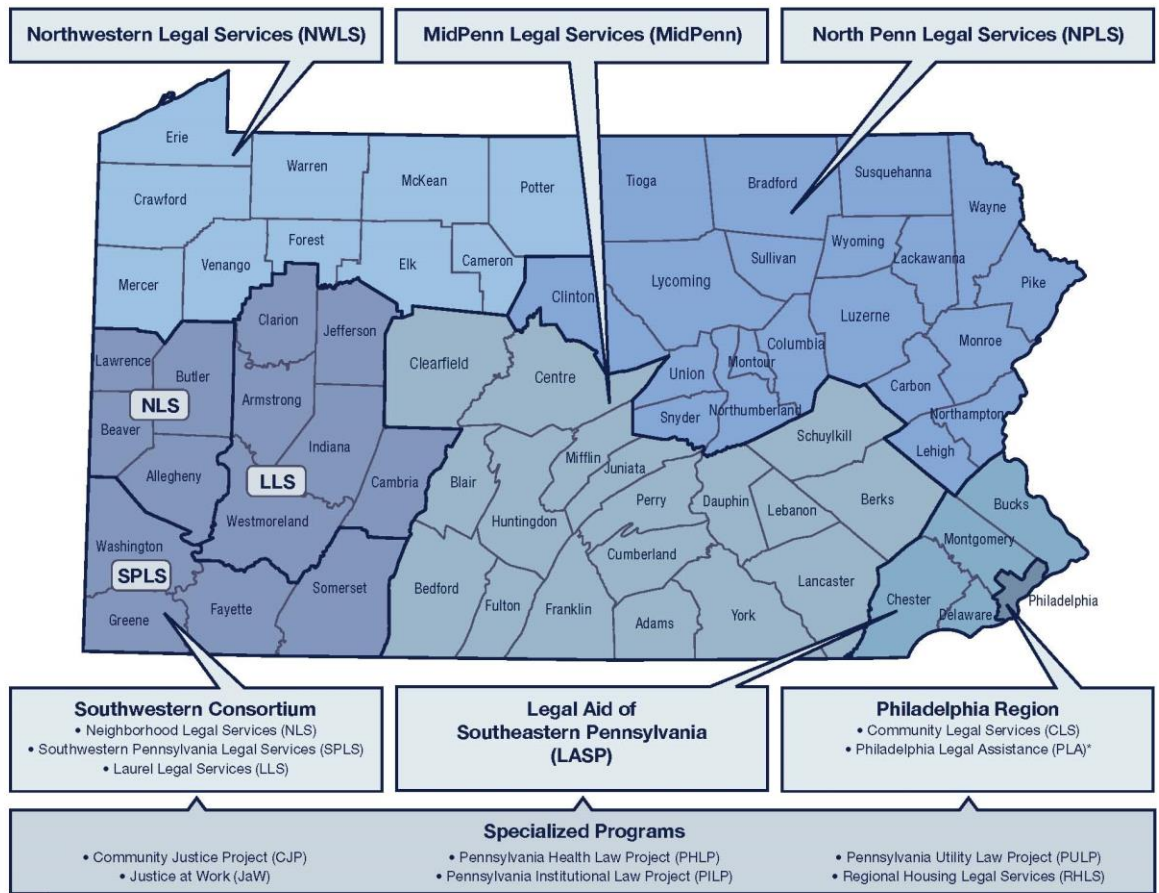 Northwestern Legal Services (NWLS)
MidPenn Legal Services (MidPenn)
North Penn Legal Services (NPLS)
Erie
Warren
McKean
Potter
Tioga
Bradford
Susquehanna
Wayne
Crawford
Forest
Elk
Cameron
Wyoming
Lackawanna
Sullivan
Pike
Mercer
Venango
Clinton
Lycoming
Luzerne
Clarion
Jefferson
Clearfield
Centre
Columbia
Montour
Monroe
Lawrence
Butler
Armstrong
Union
Carbon
NLS
Snyder
Northumberland
Northampton
Beaver
Indiana
Schuylkill
Lehigh
Allegheny
LLS
Cambria
Blair
Mifflin
Juniata
Huntingdon
Perry
Dauphin
Lebanon
Berks
Bucks
Westmoreland
Montgomery
Washington
Cumberland
SPLS
Somerset
Bedford
Lancaster
Chester
Philadelphia
Greene
Fayette
Fulton
Franklin
Adams
York
Delaware
Southwestern Consortium
• Neighborhood Legal Services (NLS)
• Southwestern Pennsylvania Legal Services (SPLS)
• Laurel Legal Services (LLS)
Legal Aid of
Southeastern Pennsylvania
(LASP)
Philadelphia Region
• Community Legal Services (CLS)
• Philadelphia Legal Assistance (PLA)*
Specialized Programs
• Community Justice Project (CJP)
• Justice at Work (JaW)
• Pennsylvania Health Law Project (PHLP)
• Pennsylvania Institutional Law Project (PILP)
• Pennsylvania Utility Law Project (PULP)
• Regional Housing Legal Services (RHLS)